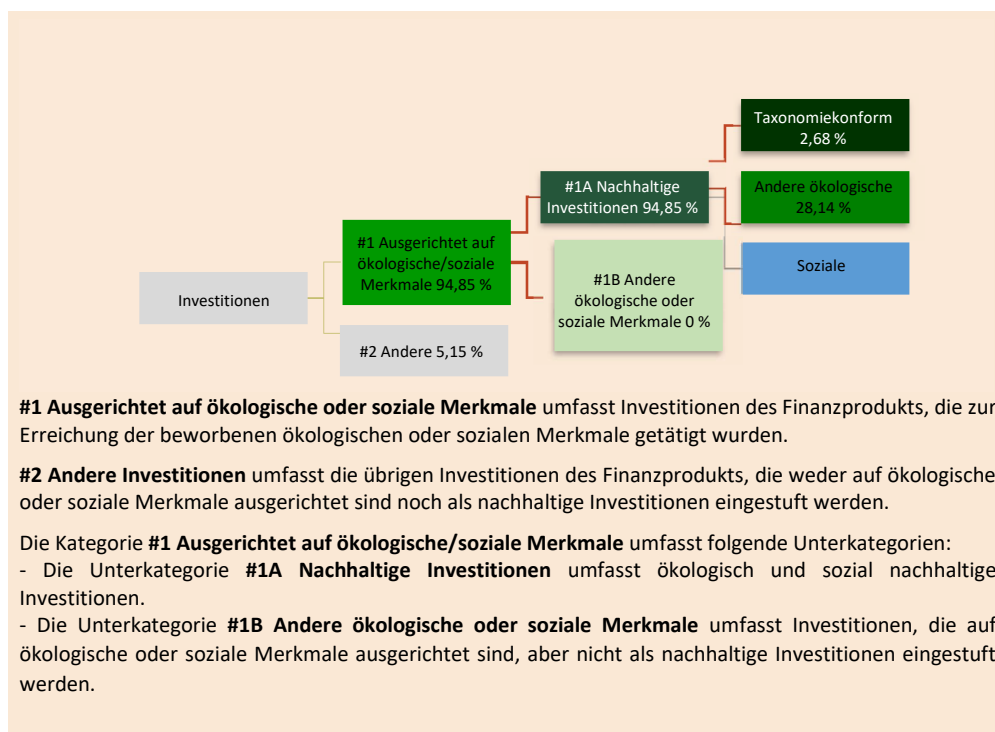 Taxonomiekonform
2,68 %
#1A Nachhaltige
Investitionen 94,85 %
Andere ökologische
28,14 %
#1 Ausgerichtet auf
ökologische/soziale
Merkmale 94,85 %
Soziale
#1B Andere
ökologische oder
soziale Merkmale 0 %
Investitionen
#2 Andere 5,15 %
#1 Ausgerichtet auf ökologische oder soziale Merkmale umfasst Investitionen des Finanzprodukts, die zur
Erreichung der beworbenen ökologischen oder sozialen Merkmale getätigt wurden.
#2 Andere Investitionen umfasst die übrigen Investitionen des Finanzprodukts, die weder auf ökologische
oder soziale Merkmale ausgerichtet sind noch als nachhaltige Investitionen eingestuft werden.
Die Kategorie #1 Ausgerichtet auf ökologische/soziale Merkmale umfasst folgende Unterkategorien:
- Die Unterkategorie #1A Nachhaltige Investitionen umfasst ökologisch und sozial nachhaltige
Investitionen.
- Die Unterkategorie #1B Andere ökologische oder soziale Merkmale umfasst Investitionen, die auf
ökologische oder soziale Merkmale ausgerichtet sind, aber nicht als nachhaltige Investitionen eingestuft
werden.